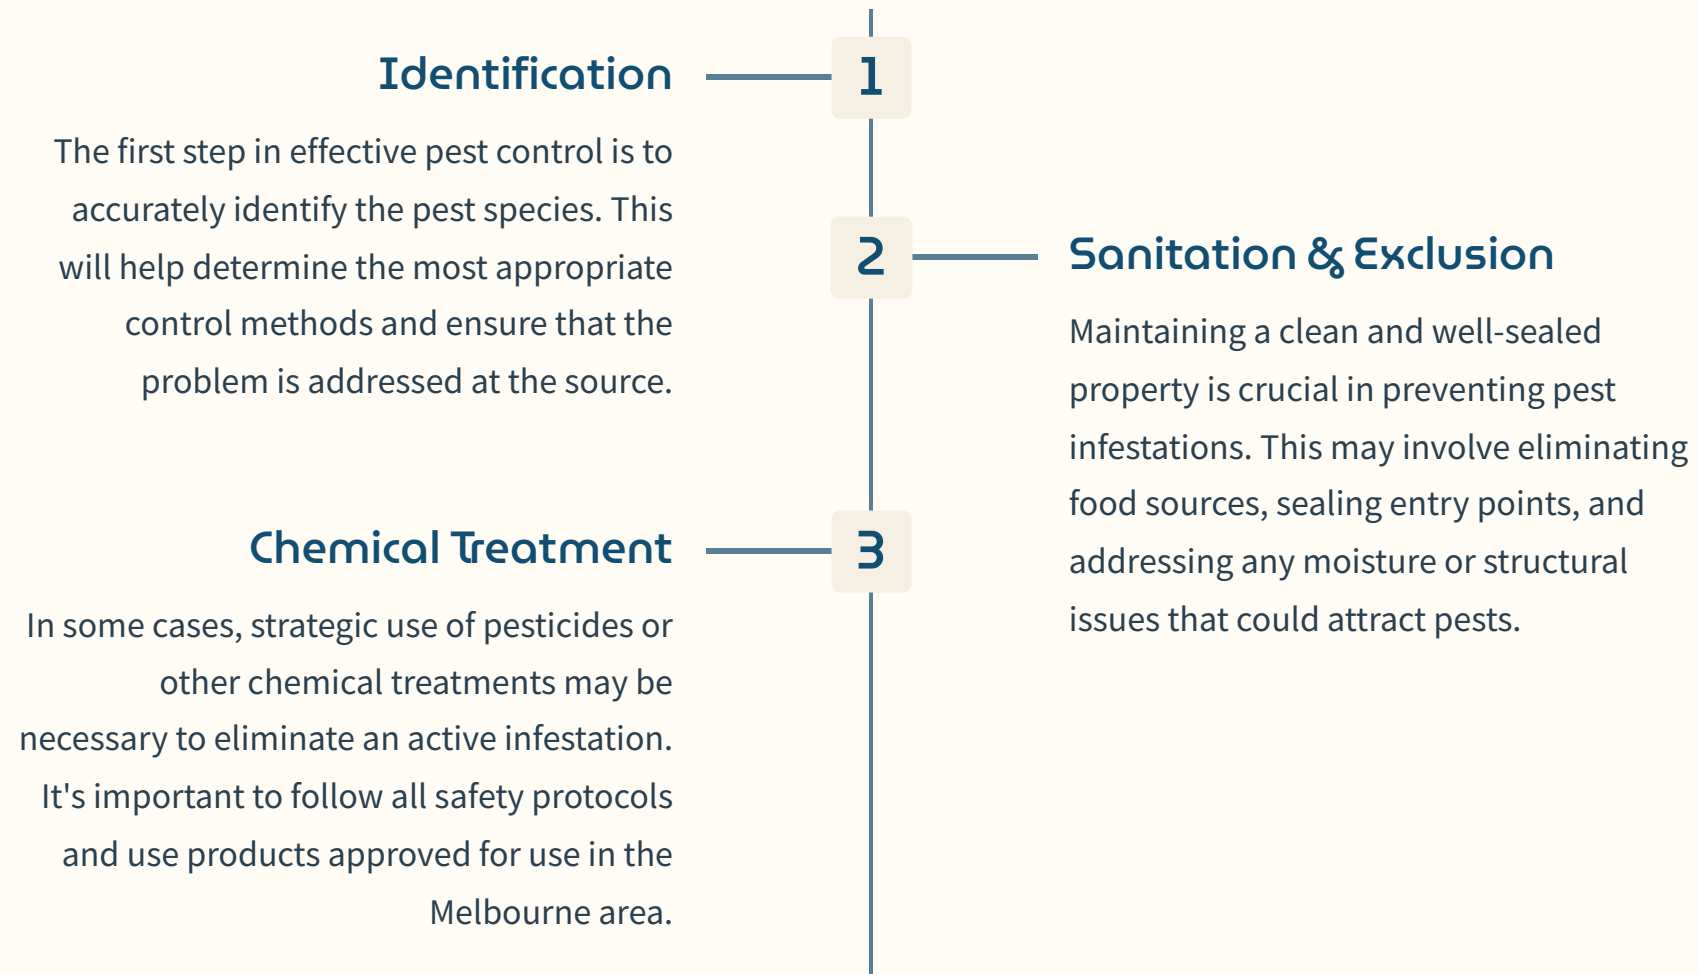 1
Identification
The first step in effective pest control is to
accurately identify the pest species. This
will help determine the most appropriate
control methods and ensure that the
problem is addressed at the source.
2
Sanitation & Exclusion
Maintaining a clean and well-sealed
property is crucial in preventing pest
infestations. This may involve eliminating
food sources, sealing entry points, and
addressing any moisture or structural
issues that could attract pests.
3
Chemical Treatment
In some cases, strategic use of pesticides or
other chemical treatments may be
necessary to eliminate an active infestation.
It's important to follow all safety protocols
and use products approved for use in the
Melbourne area.